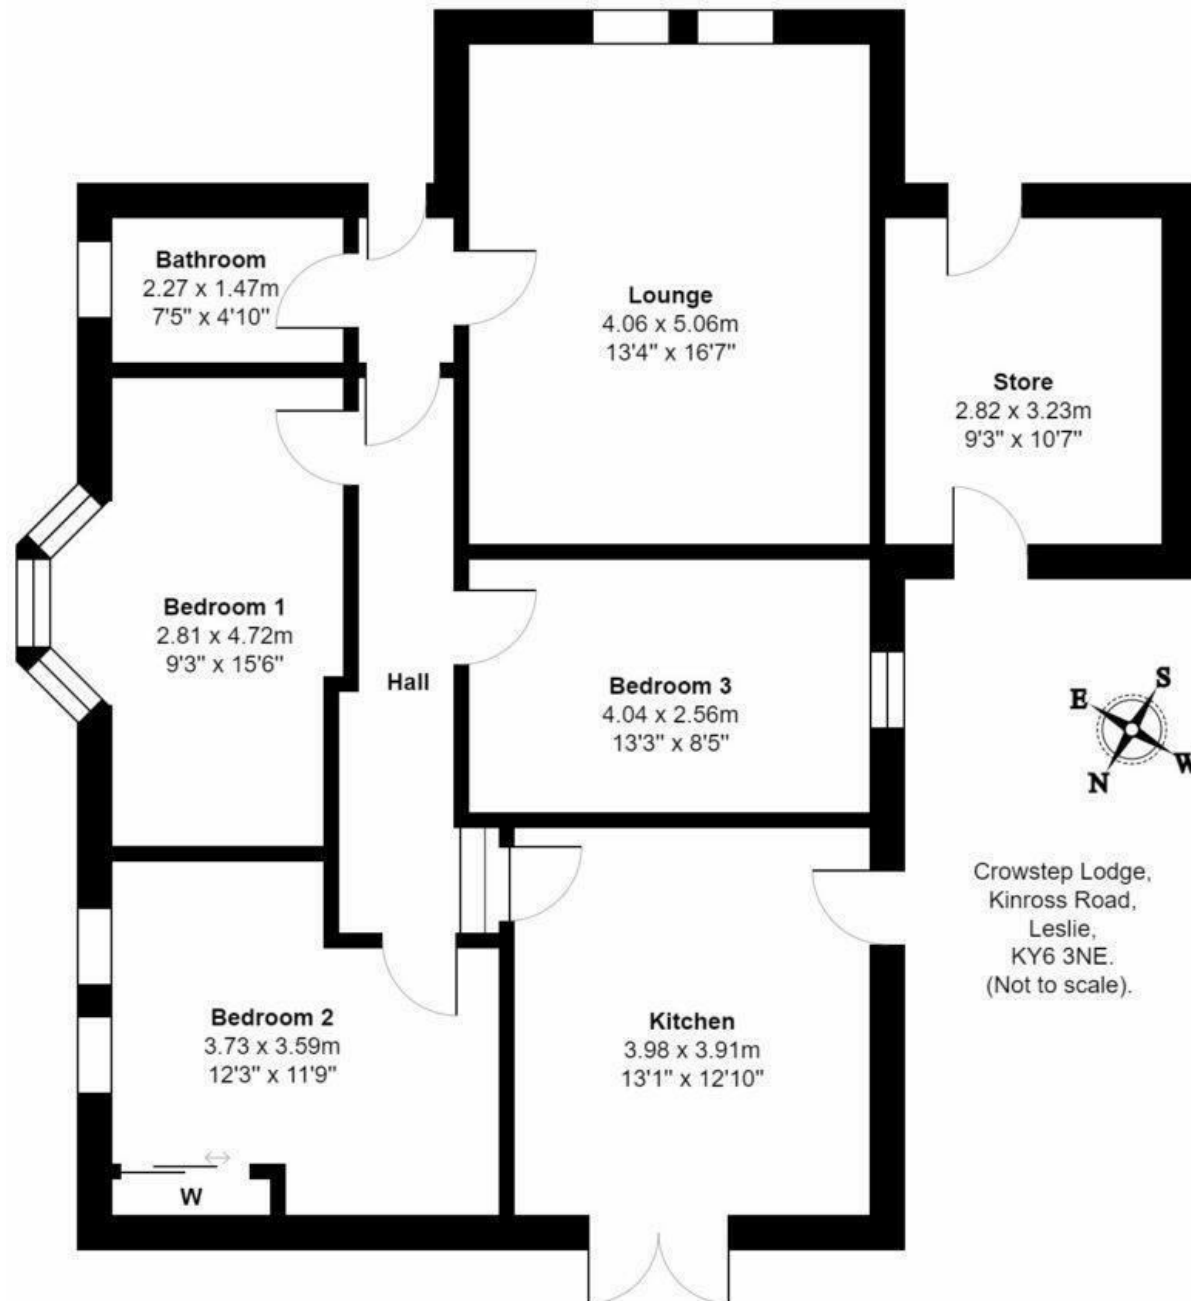 Bathroom
2.27 x 1.47m
7'5" x 4'10"
Lounge
4.06 x 5.06m
13'4" x 16'7"
Store
2.82 x 3.23m
9'3" x 10'7"
Bedroom 1
2.81 x 4.72m
9'3" x 15'6"
Hall
Bedroom 3
4.04 x 2.56m
13'3" x 8'5"
S
E
W
N
Crowstep Lodge,
Kinross Road,
Leslie,
KY6 3NE.
(Not to scale).
Bedroom 2
3.73 x 3.59m
12'3" x 11'9"
Kitchen
3.98 x 3.91m
13'1" x 12'10"
W